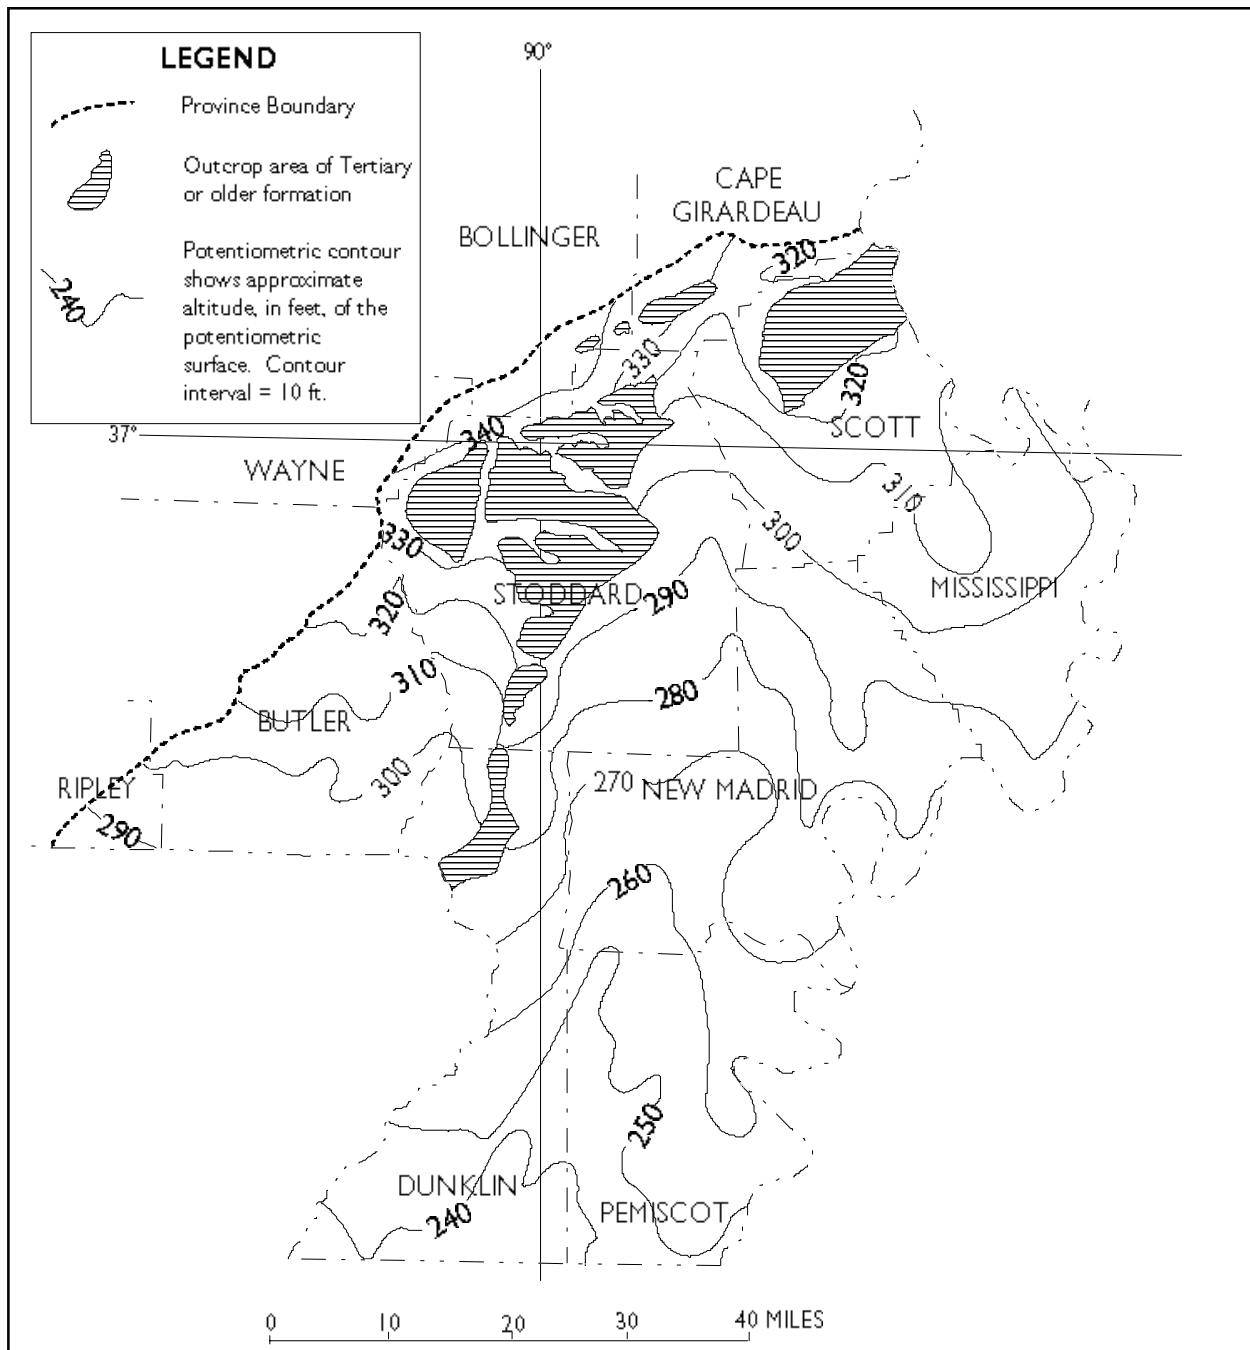 LEGEND
Province Boundary
Outcrop area of Tertiary
or older formation
240
Potentiometric contour
shows approximate
altitude, in feet, of the
potentiometric
surface. Contour
interval = 10 ft.
90°
CAPE
GIRARDEAU
BOLLINGER
320
330
320
37°
340
SCOTT
WAYNE
310
300
330
MISSISSIPPI
STODDARD
290
320
310
280
BUTLER
300
270
NEW MADRID
RIPLEY
290
260
250
DUNKLIN
240
PEMISCOT
0 10 20 30 40 MILES